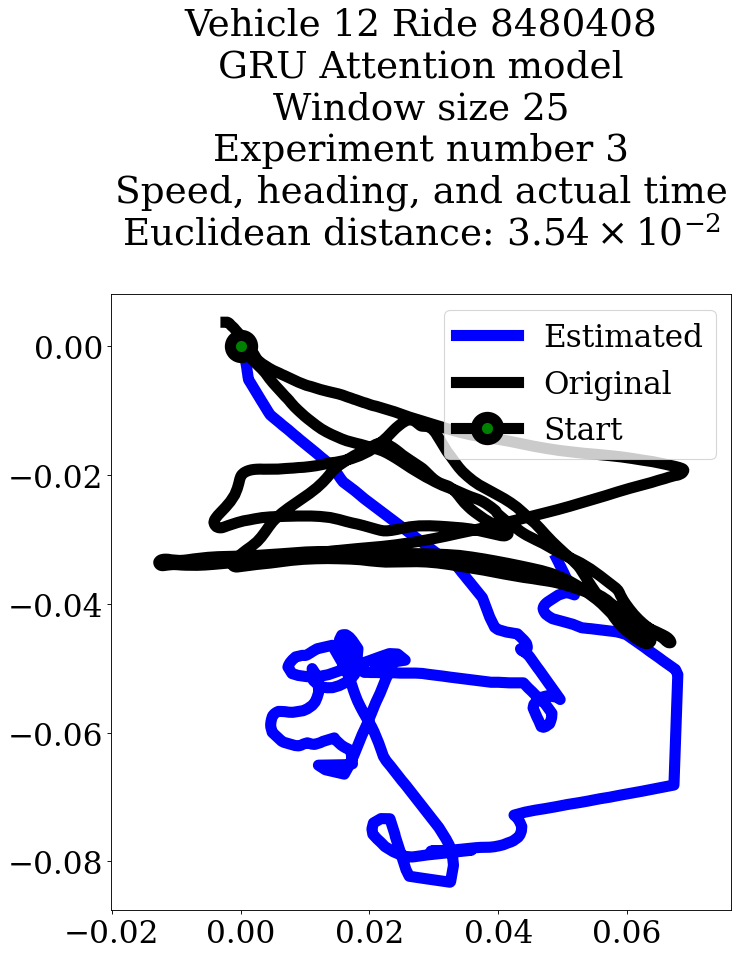 Vehicle 12 Ride 8480408
GRU Attention model
Window size 25
Experiment number 3
Speed, heading, and actual time
Euclidean distance: 3.54 × 10⁻²
Estimated
Original
Start
0.00
−0.02
−0.04
−0.06
−0.08
−0.02 0.00 0.02 0.04 0.06